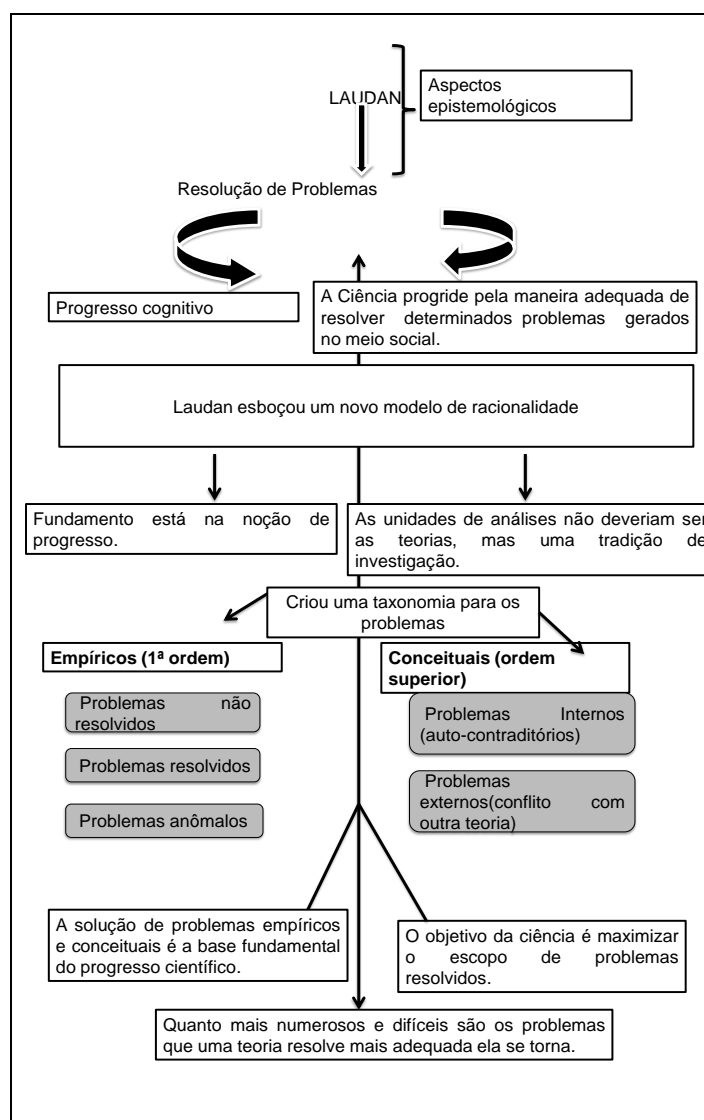 LAUDAN
Aspectos
epistemológicos
Resolução de Problemas
Progresso cognitivo
A Ciência progride pela maneira adequada de
resolver determinados problemas gerados
no meio social.
Laudan esboçou um novo modelo de racionalidade
Fundamento está na noção de
progresso.
As unidades de análises não deveriam ser
as teorias, mas uma tradição de
investigação.
Criou uma taxonomia para os
problemas
Empíricos (1ª ordem)
Problemas não
resolvidos
Problemas resolvidos
Problemas anômalos
Conceituais (ordem
superior)
Problemas Internos
(auto-contraditórios)
Problemas
externos(conflito com
outra teoria)
A solução de problemas empíricos
e conceituais é a base fundamental
do progresso científico.
O objetivo da ciência é maximizar
o escopo de problemas
resolvidos.
Quanto mais numerosos e difíceis são os problemas
que uma teoria resolve mais adequada ela se torna.